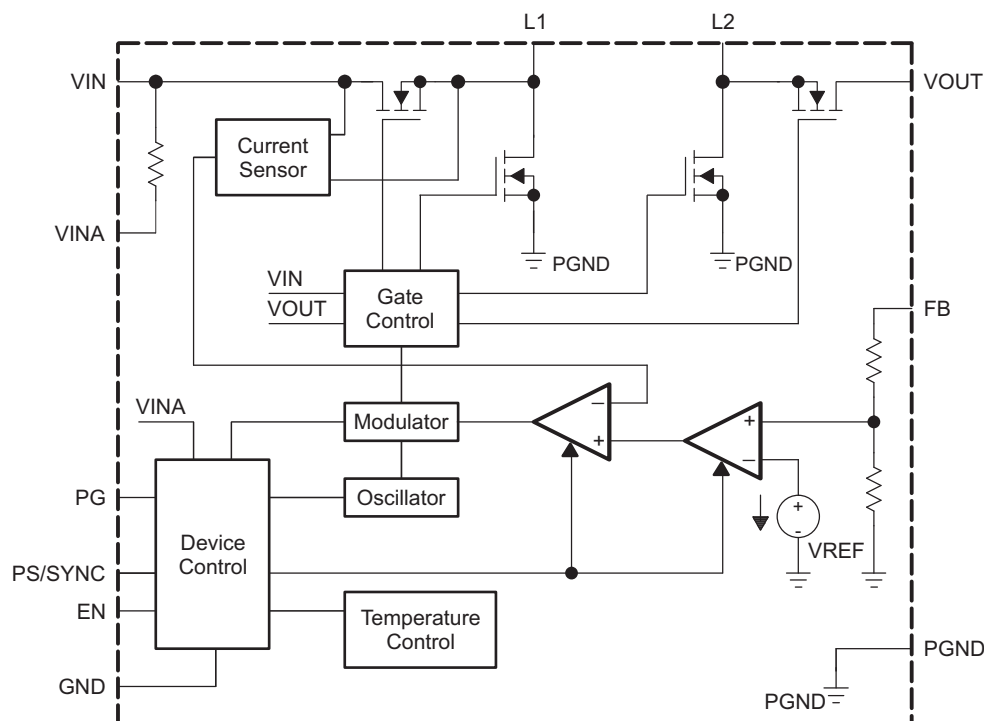 L1 L2
VIN
VOUT
Current
Sensor
VINA
PGND PGND
VIN
VOUT
Gate
Control
FB
VINA
Modulator
−
+
+
−
PG
Oscillator
+
-
VREF
Device
Control
PS/SYNC
EN
Temperature
Control
GND
PGND
PGND